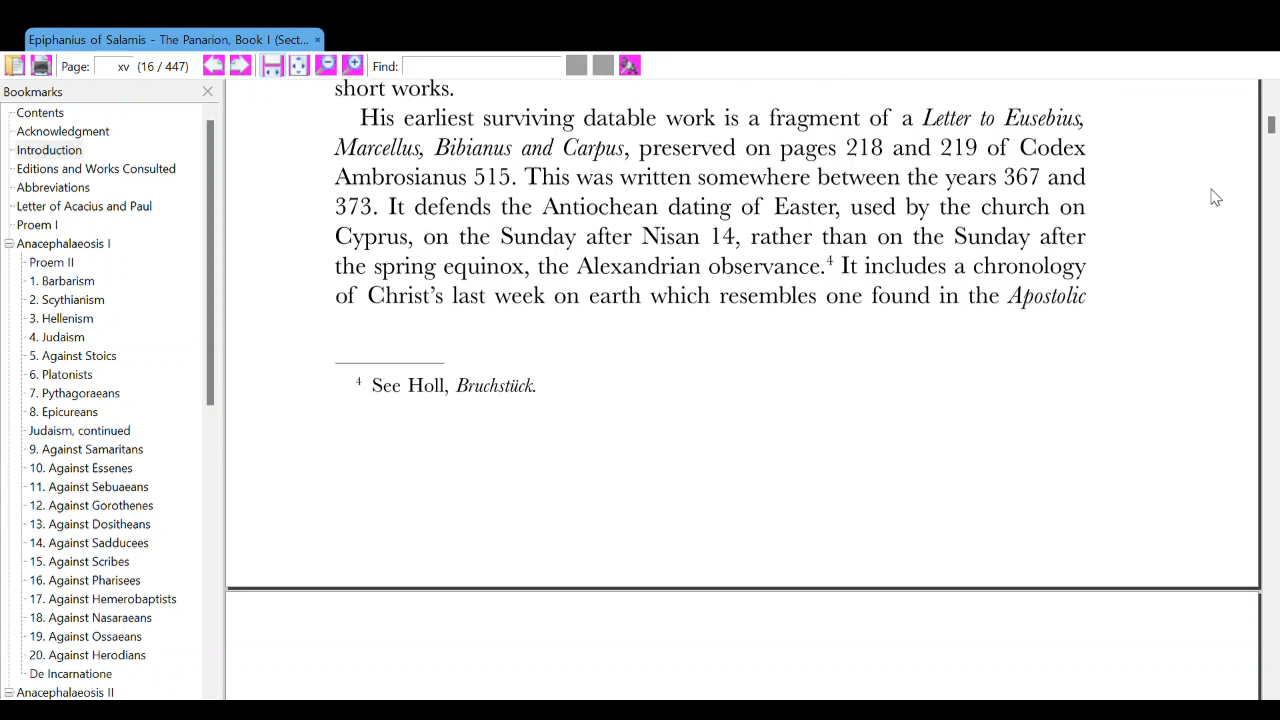 Epiphanius of Salamis - The Panarion, Book I (Sect... ×
Page: xv (16 / 447) Find:
Bookmarks
Contents
Acknowledgment
Introduction
Editions and Works Consulted
Abbreviations
Letter of Acacius and Paul
Proem I
Anacephalaeosis I
Proem II
1. Barbarism
2. Scythianism
3. Hellenism
4. Judaism
5. Against Stoics
6. Platonists
7. Pythagoraeans
8. Epicureans
Judaism, continued
9. Against Samaritans
10. Against Essenes
11. Against Sebuaeans
12. Against Gorothenes
13. Against Dositheans
14. Against Sadducees
15. Against Scribes
16. Against Pharisees
17. Against Hemerobaptists
18. Against Nasaraeans
19. Against Ossaeans
20. Against Herodians
De Incarnatione
Anacephalaeosis II
short works.
His earliest surviving datable work is a fragment of a Letter to Eusebius,
Marcellus, Bibianus and Carpus, preserved on pages 218 and 219 of Codex
Ambrosianus 515. This was written somewhere between the years 367 and
373. It defends the Antiochean dating of Easter, used by the church on
Cyprus, on the Sunday after Nisan 14, rather than on the Sunday after
the spring equinox, the Alexandrian observance.4 It includes a chronology
of Christ’s last week on earth which resembles one found in the Apostolic
4 See Holl, Bruchstück.